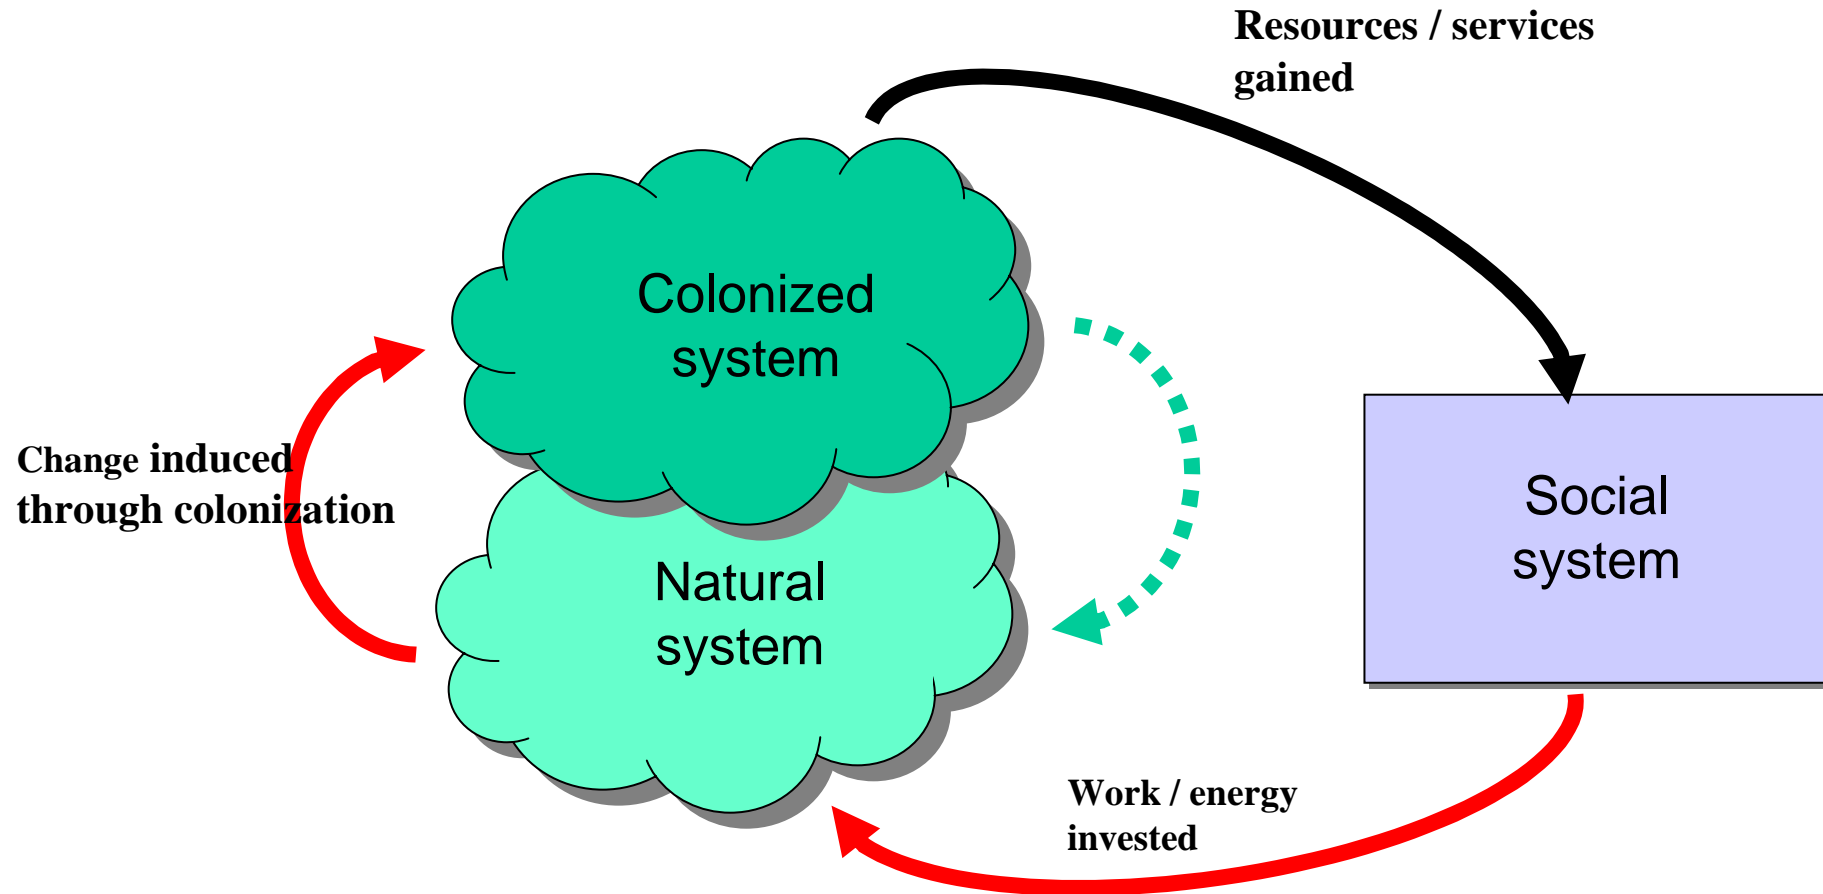 Resources / services
gained
Colonized
system
Change induced
through colonization
Social
system
Natural
system
Work / energy
invested